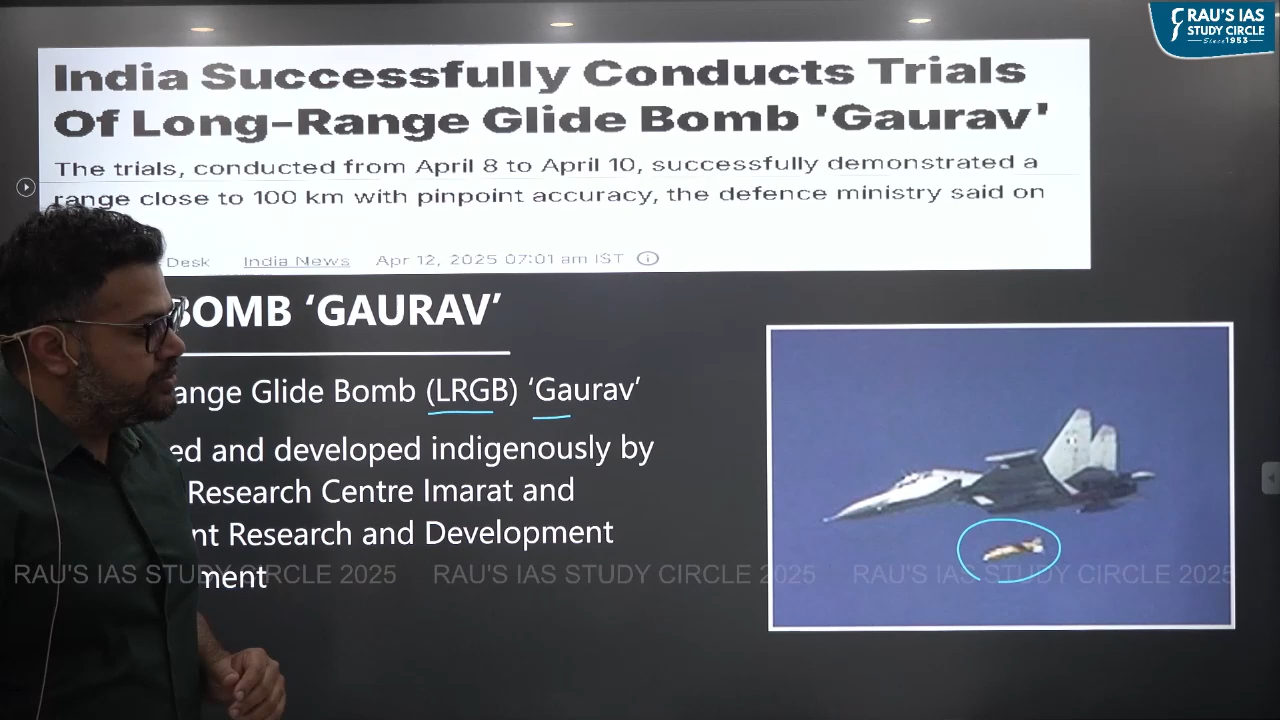 RAU'S IAS
STUDY CIRCLE
Since 1953
India Successfully Conducts Trials
Of Long-Range Glide Bomb 'Gaurav'
The trials, conducted from April 8 to April 10, successfully demonstrated a
range close to 100 km with pinpoint accuracy, the defence ministry said on
Desk India News Apr 12, 2025 07:01 am IST
BOMB ‘GAURAV’
ange Glide Bomb (LRGB) ‘Gaurav’
ed and developed indigenously by
Research Centre Imarat and
nt Research and Development
ment
RAU'S IAS STUDY CIRCLE 2025 RAU'S IAS STUDY CIRCLE 2025 RAU'S IAS STUDY CIRCLE 2025